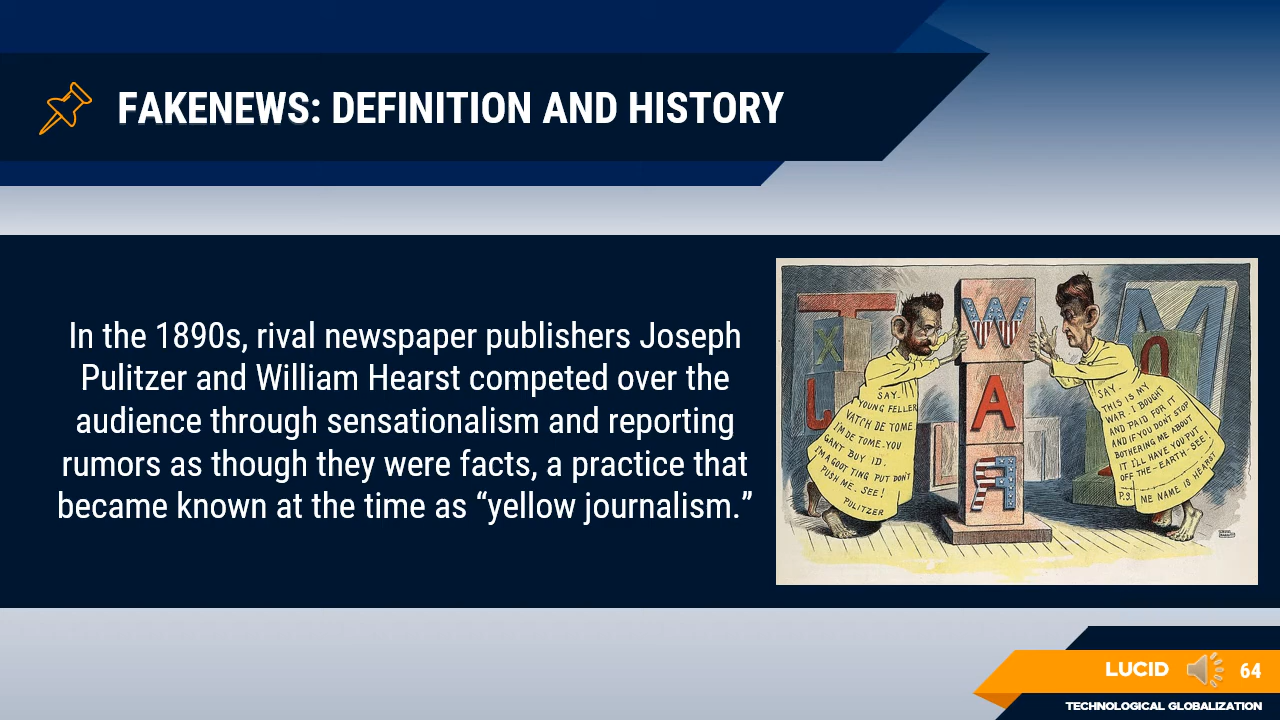 FAKENEWS: DEFINITION AND HISTORY
In the 1890s, rival newspaper publishers Joseph
Pulitzer and William Hearst competed over the
audience through sensationalism and reporting
rumors as though they were facts, a practice that
became known at the time as “yellow journalism.”
W
A
R
SAY.
YOUNG FELLER
VATCH DE TOME
I'M DE TOME. YOU
GANT BUY ID.
I'M A GOOT TING PUT DON'T
PUSH ME. SEE!
PULITZER
SAY.
THIS IS MY
WAR. I BOUGHT
AND PAID FOR IT
AND IF YOU DON'T STOP
BOTHERING ME ABOUT
IT I'LL HAVE YOU PUT
OFF THE-EARTH-SEE!
P.S. ME NAME IS HEARST
LUCID
64
TECHNOLOGICAL GLOBALIZATION